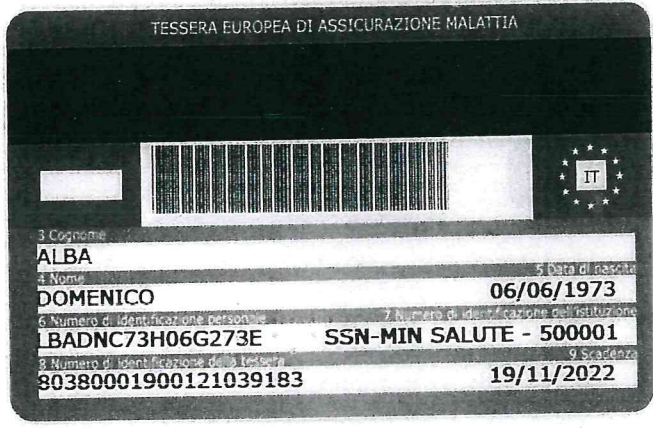 TESSERA EUROPEA DI ASSICURAZIONE MALATTIA
IT
3 Cognome
ALBA
4 Nome 5 Data di nascita
DOMENICO 06/06/1973
6 Numero di identificazione personale 7 Numero di identificazione dell'istituzione
LBADNC73H06G273E SSN-MIN SALUTE - 500001
8 Numero di identificazione della tessera 9 Scadenza
80380001900121039183 19/11/2022